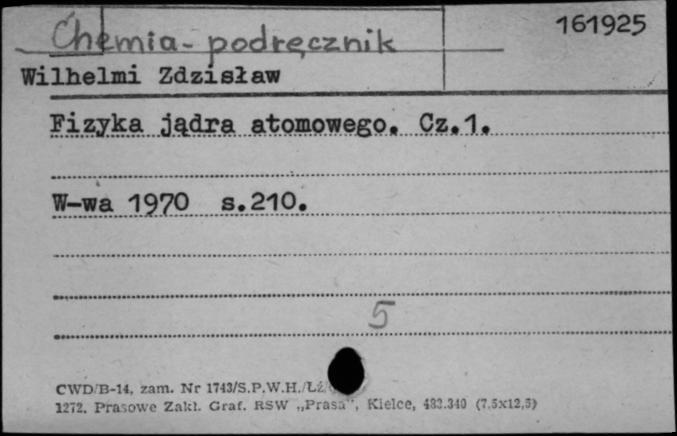 Chemia - podręcznik
161925
Wilhelmi Zdzisław
Fizyka jądra atomowego. Cz.1.
W-wa 1970 s.210.
5
CWD/B-14, zam. Nr 1743/S.P.W.H./Łź
1272. Prasowe Zakł. Graf. RSW „Prasa”, Kielce, 483.340 (7,5x12,5)